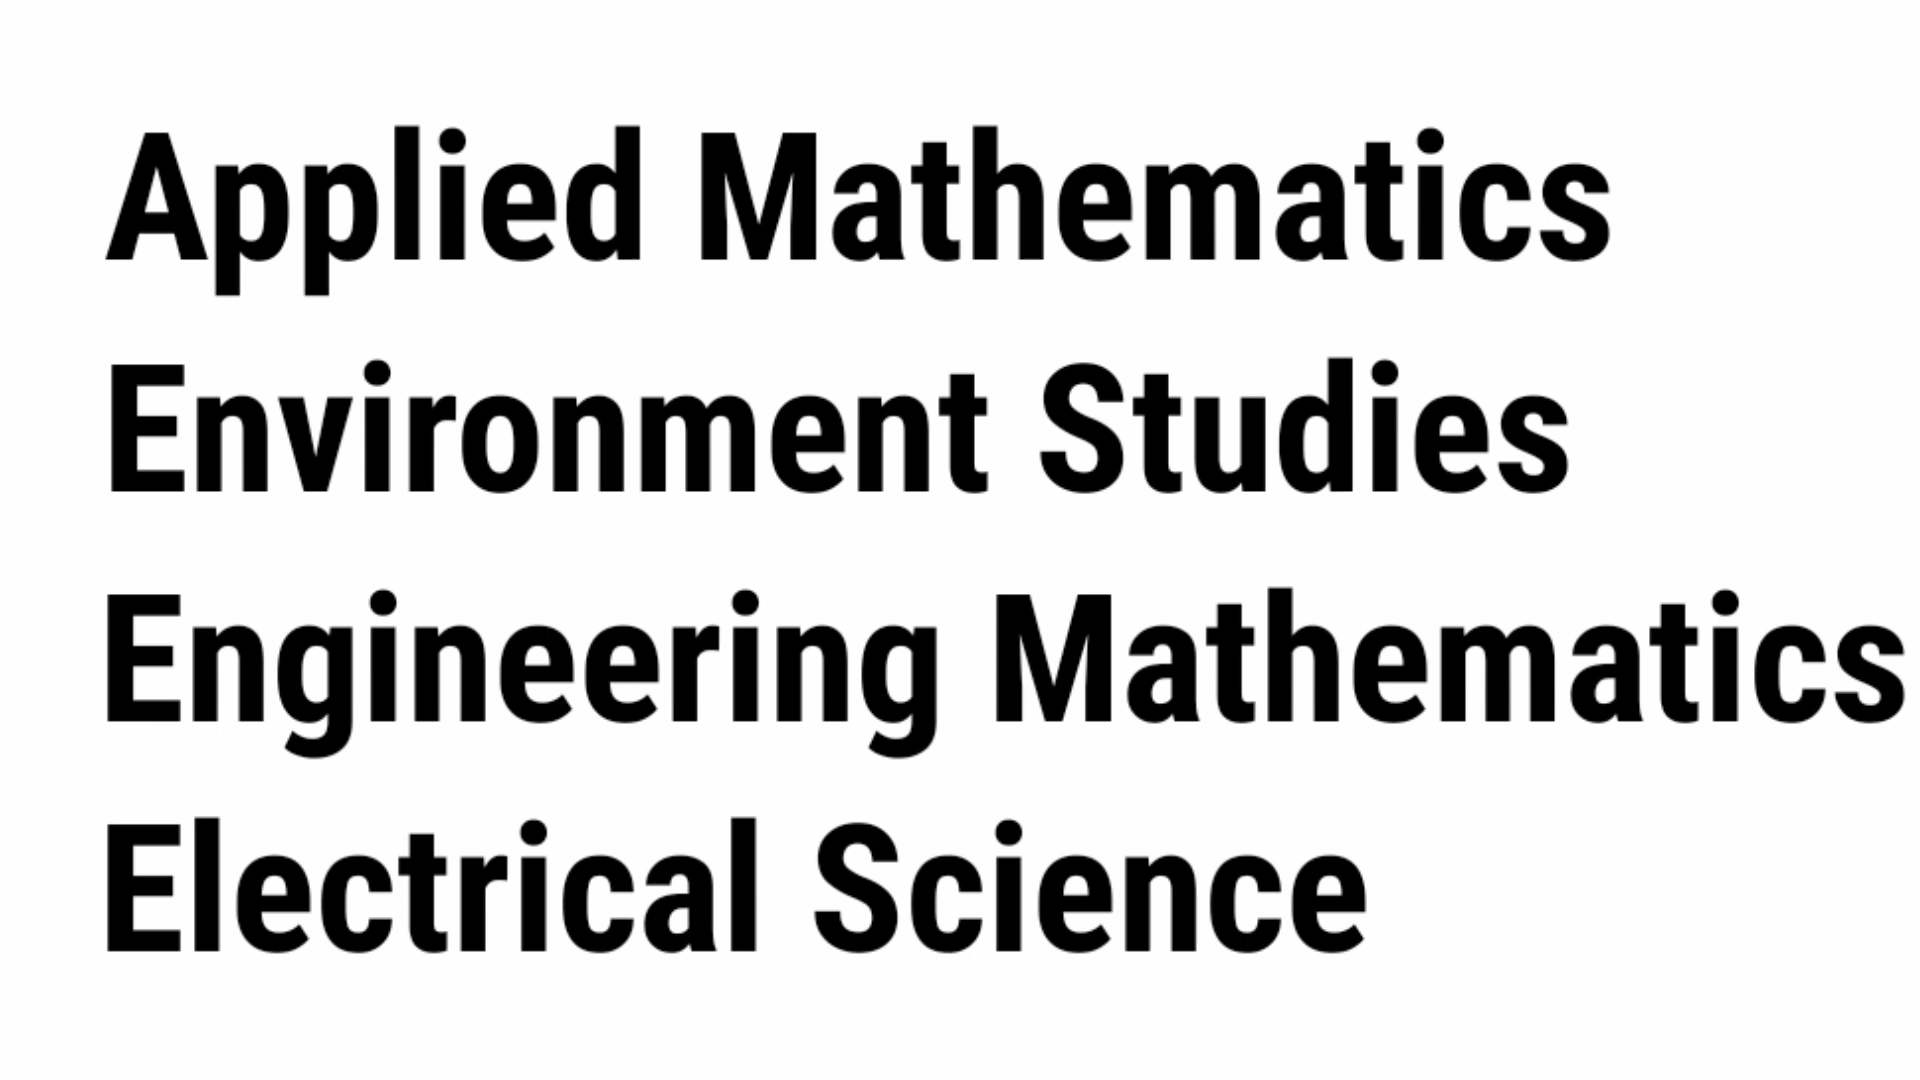 Applied Mathematics
Environment Studies
Engineering Mathematics
Electrical Science